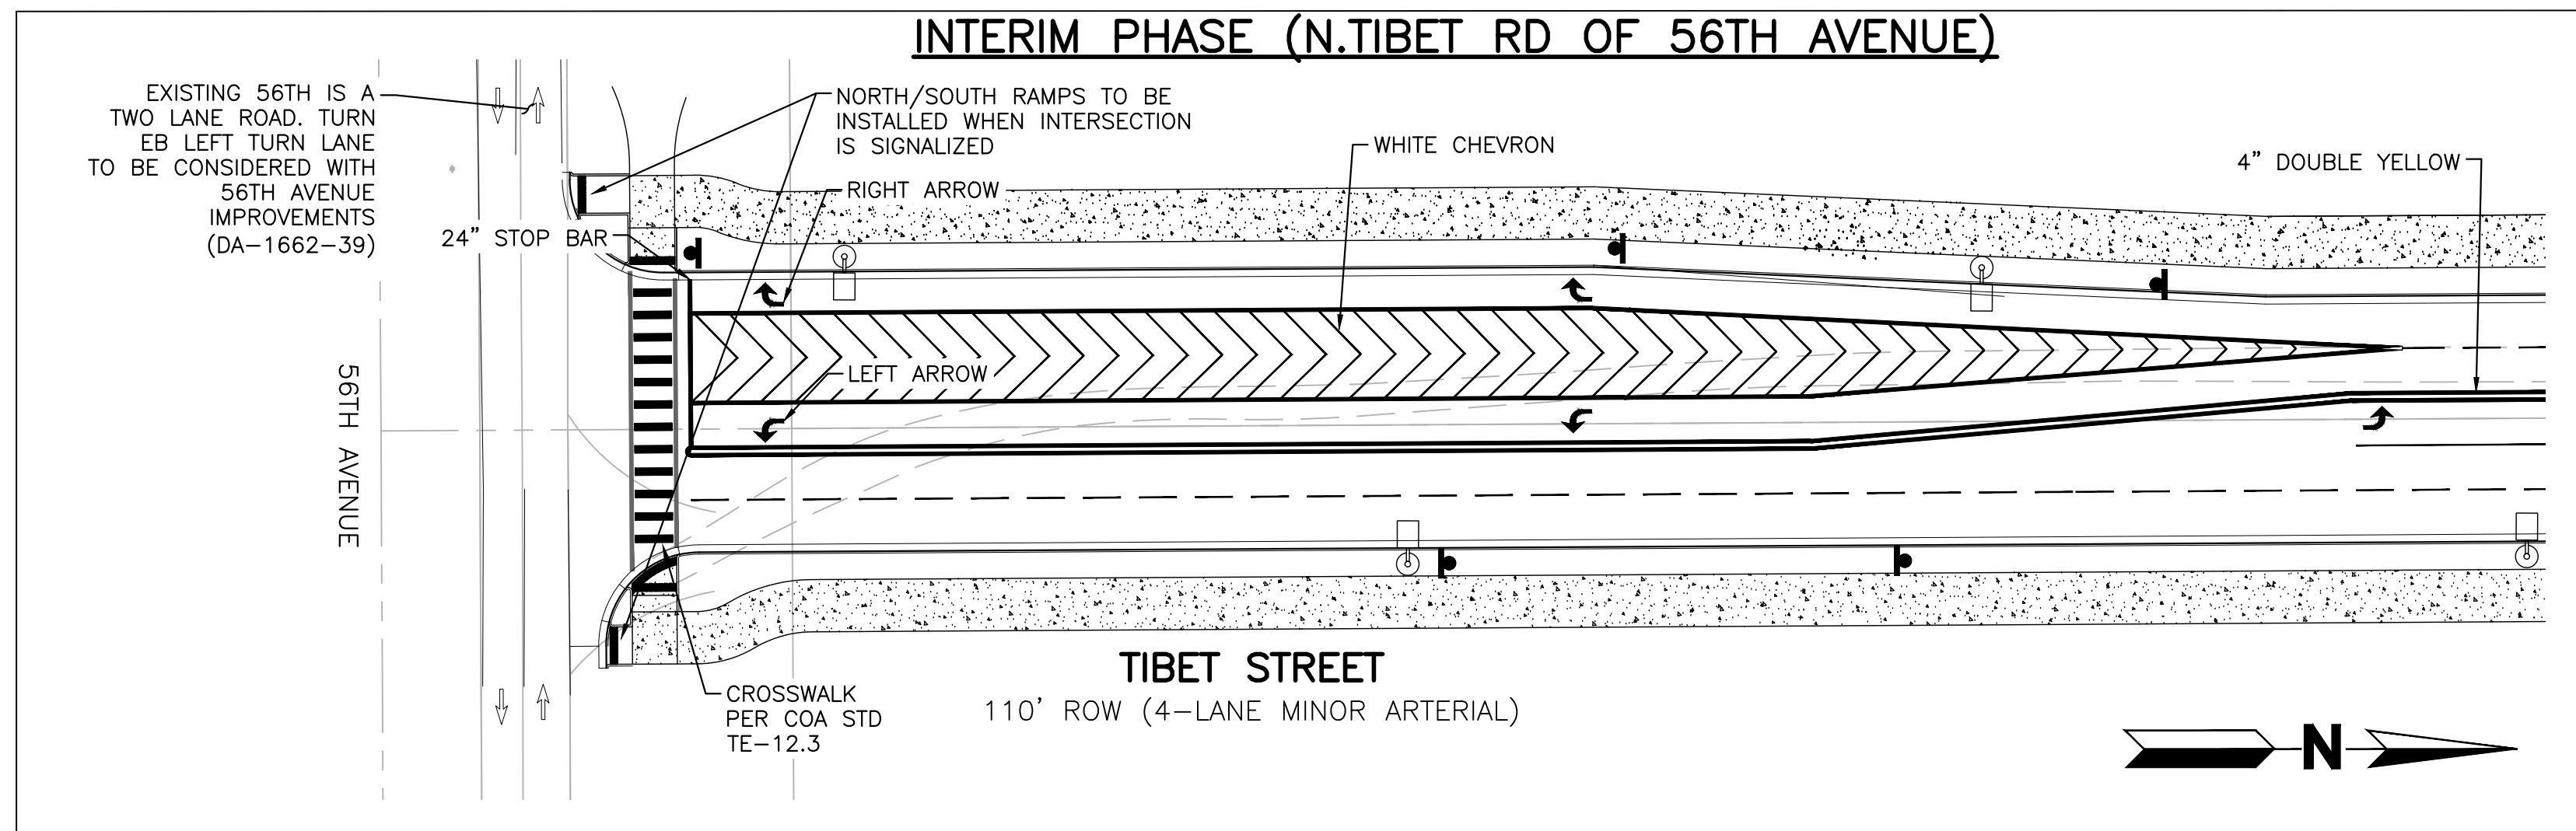 INTERIM PHASE (N.TIBET RD OF 56TH AVENUE)
EXISTING 56TH IS A
TWO LANE ROAD. TURN
EB LEFT TURN LANE
TO BE CONSIDERED WITH
56TH AVENUE
IMPROVEMENTS
(DA-1662-39)
NORTH/SOUTH RAMPS TO BE
INSTALLED WHEN INTERSECTION
IS SIGNALIZED
WHITE CHEVRON
4” DOUBLE YELLOW
RIGHT ARROW
24” STOP BAR
LEFT ARROW
56TH AVENUE
TIBET STREET
110' ROW (4-LANE MINOR ARTERIAL)
CROSSWALK
PER COA STD
TE-12.3
N